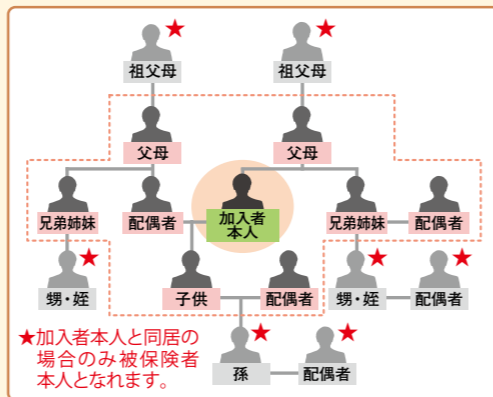 ★ ★
祖父母 祖父母
父母 父母
兄弟姉妹 配偶者 加入者 兄弟姉妹 配偶者
本人
★ ★ ★
甥・姪 子供 配偶者 甥・姪 配偶者
★加入者本人と同居の
場合のみ被保険者
本人となれます。
★ ★
孫 配偶者